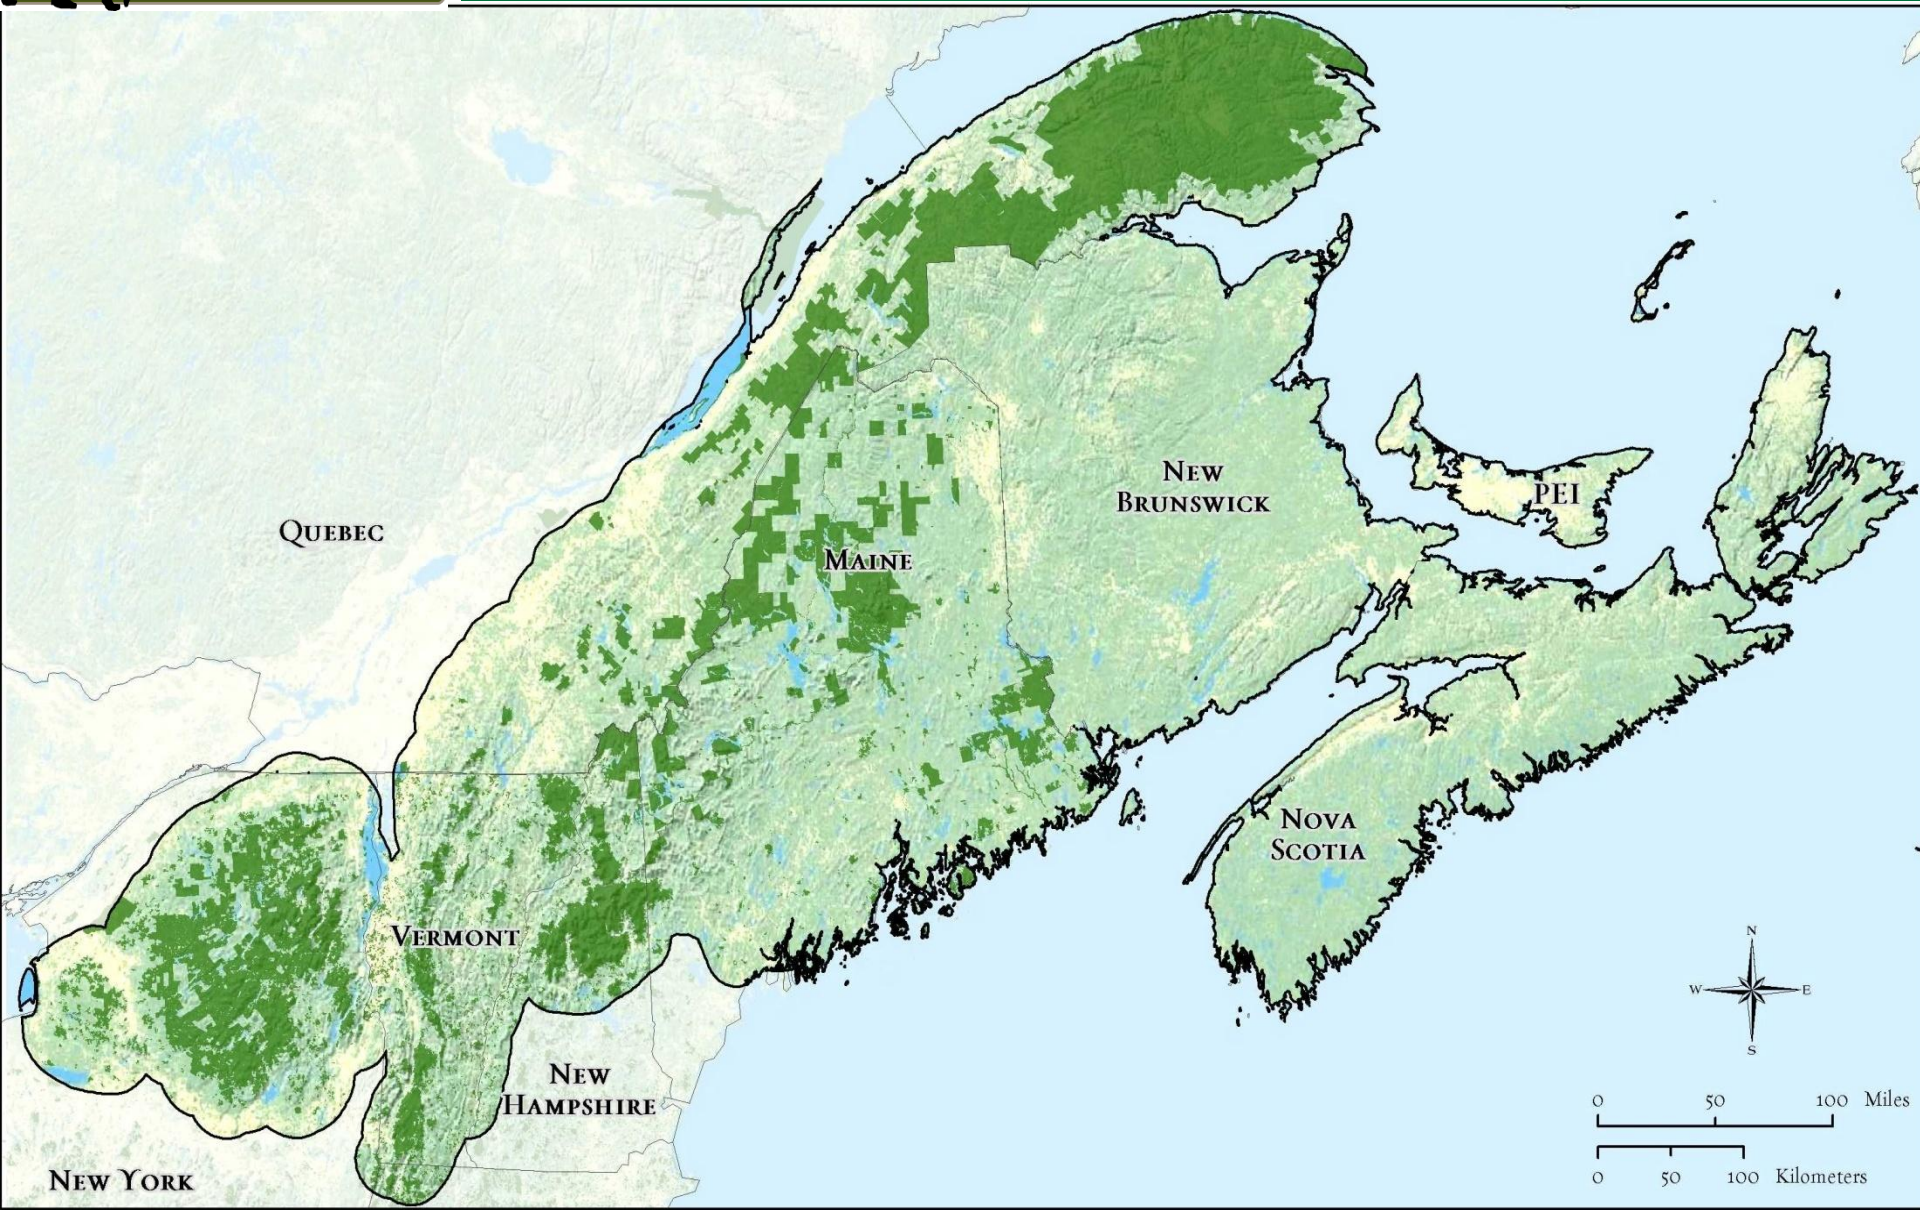 QUEBEC
NEW
BRUNSWICK
PEI
MAINE
NOVA
SCOTIA
VERMONT
NEW
HAMPSHIRE
NEW YORK
N
W E
S
0 50 100 Miles
0 50 100 Kilometers